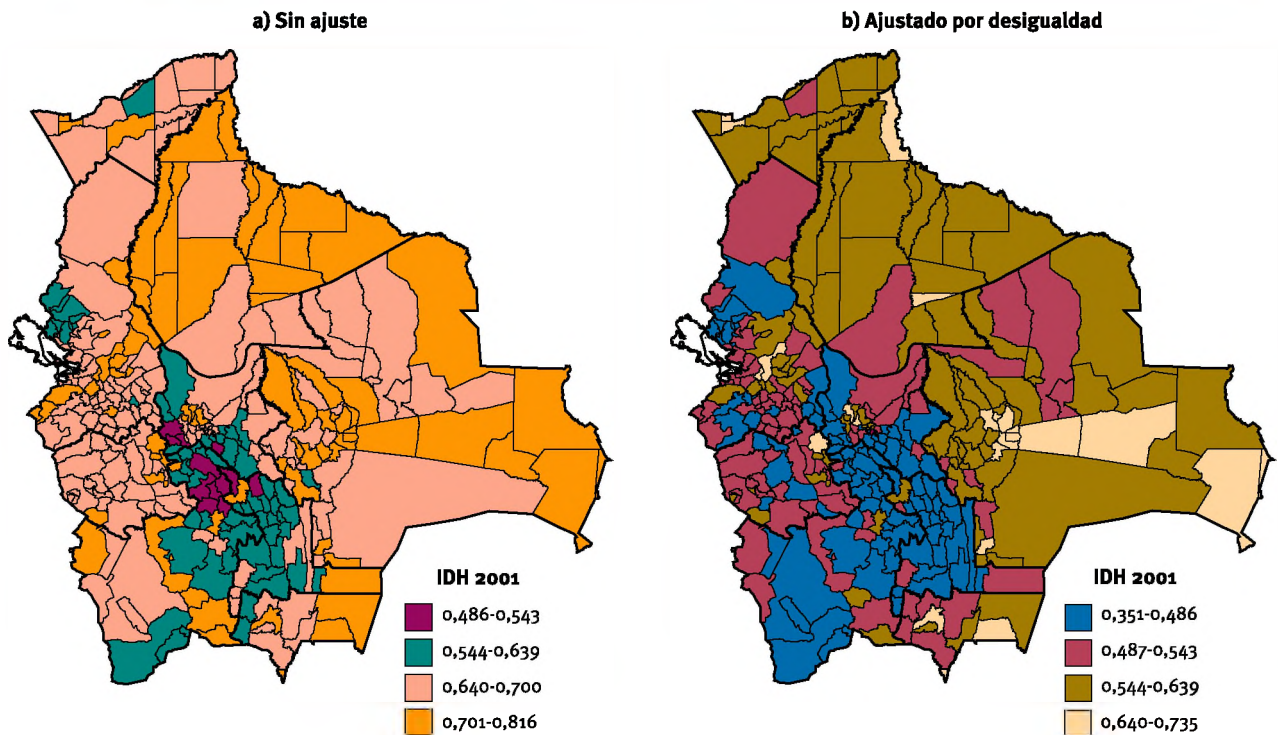 a) Sin ajuste
IDH 2001
0,486-0,543
0,544-0,639
0,640-0,700
0,701-0,816
b) Ajustado por desigualdad
IDH 2001
0,351-0,486
0,487-0,543
0,544-0,639
0,640-0,735